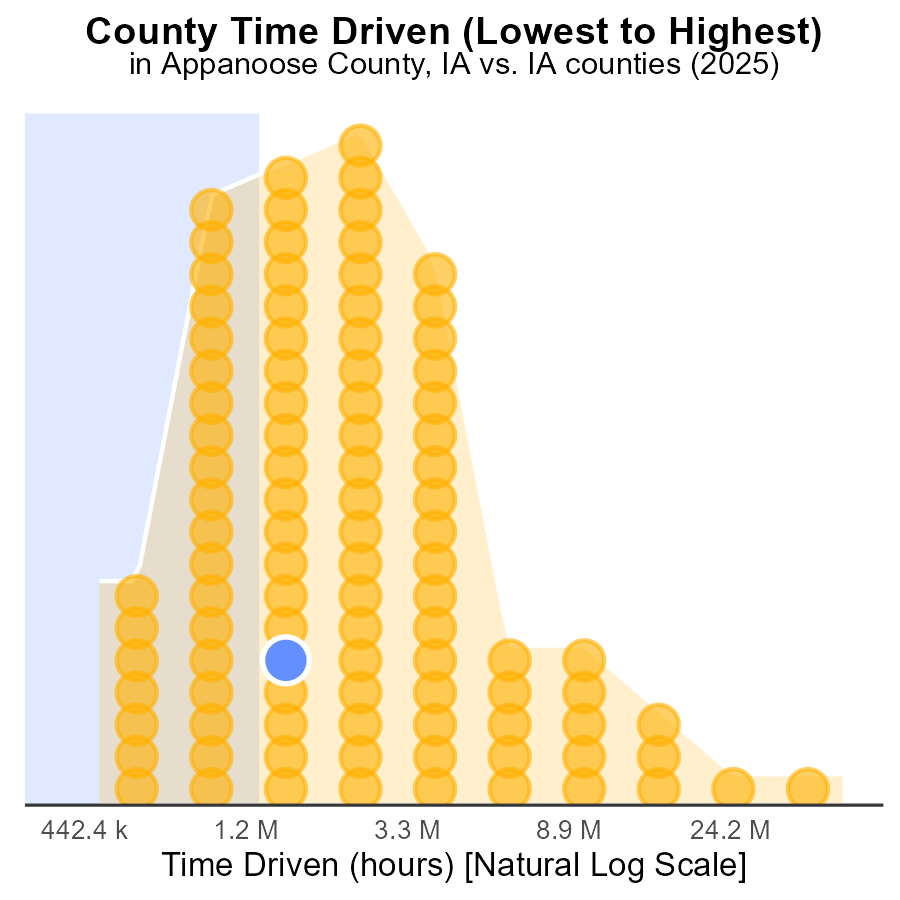 County Time Driven (Lowest to Highest)
in Appanoose County, IA vs. IA counties (2025)
442.4 k 1.2 M 3.3 M 8.9 M 24.2 M
Time Driven (hours) [Natural Log Scale]